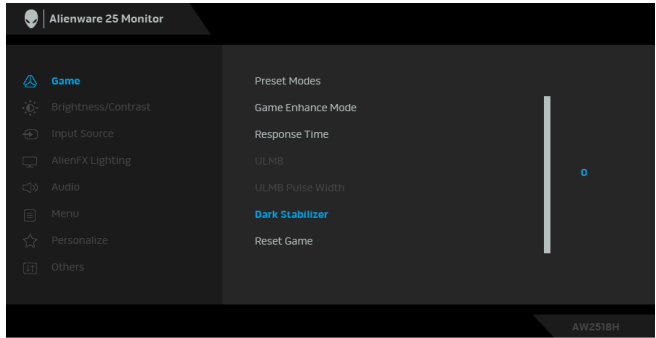 Alienware 25 Monitor
Game
Preset Modes
Brightness/Contrast
Game Enhance Mode
Input Source
Response Time
AlienFX Lighting
ULMB
0
Audio
ULMB Pulse Width
Menu
Dark Stabilizer
Personalize
Reset Game
Others
AW2518H